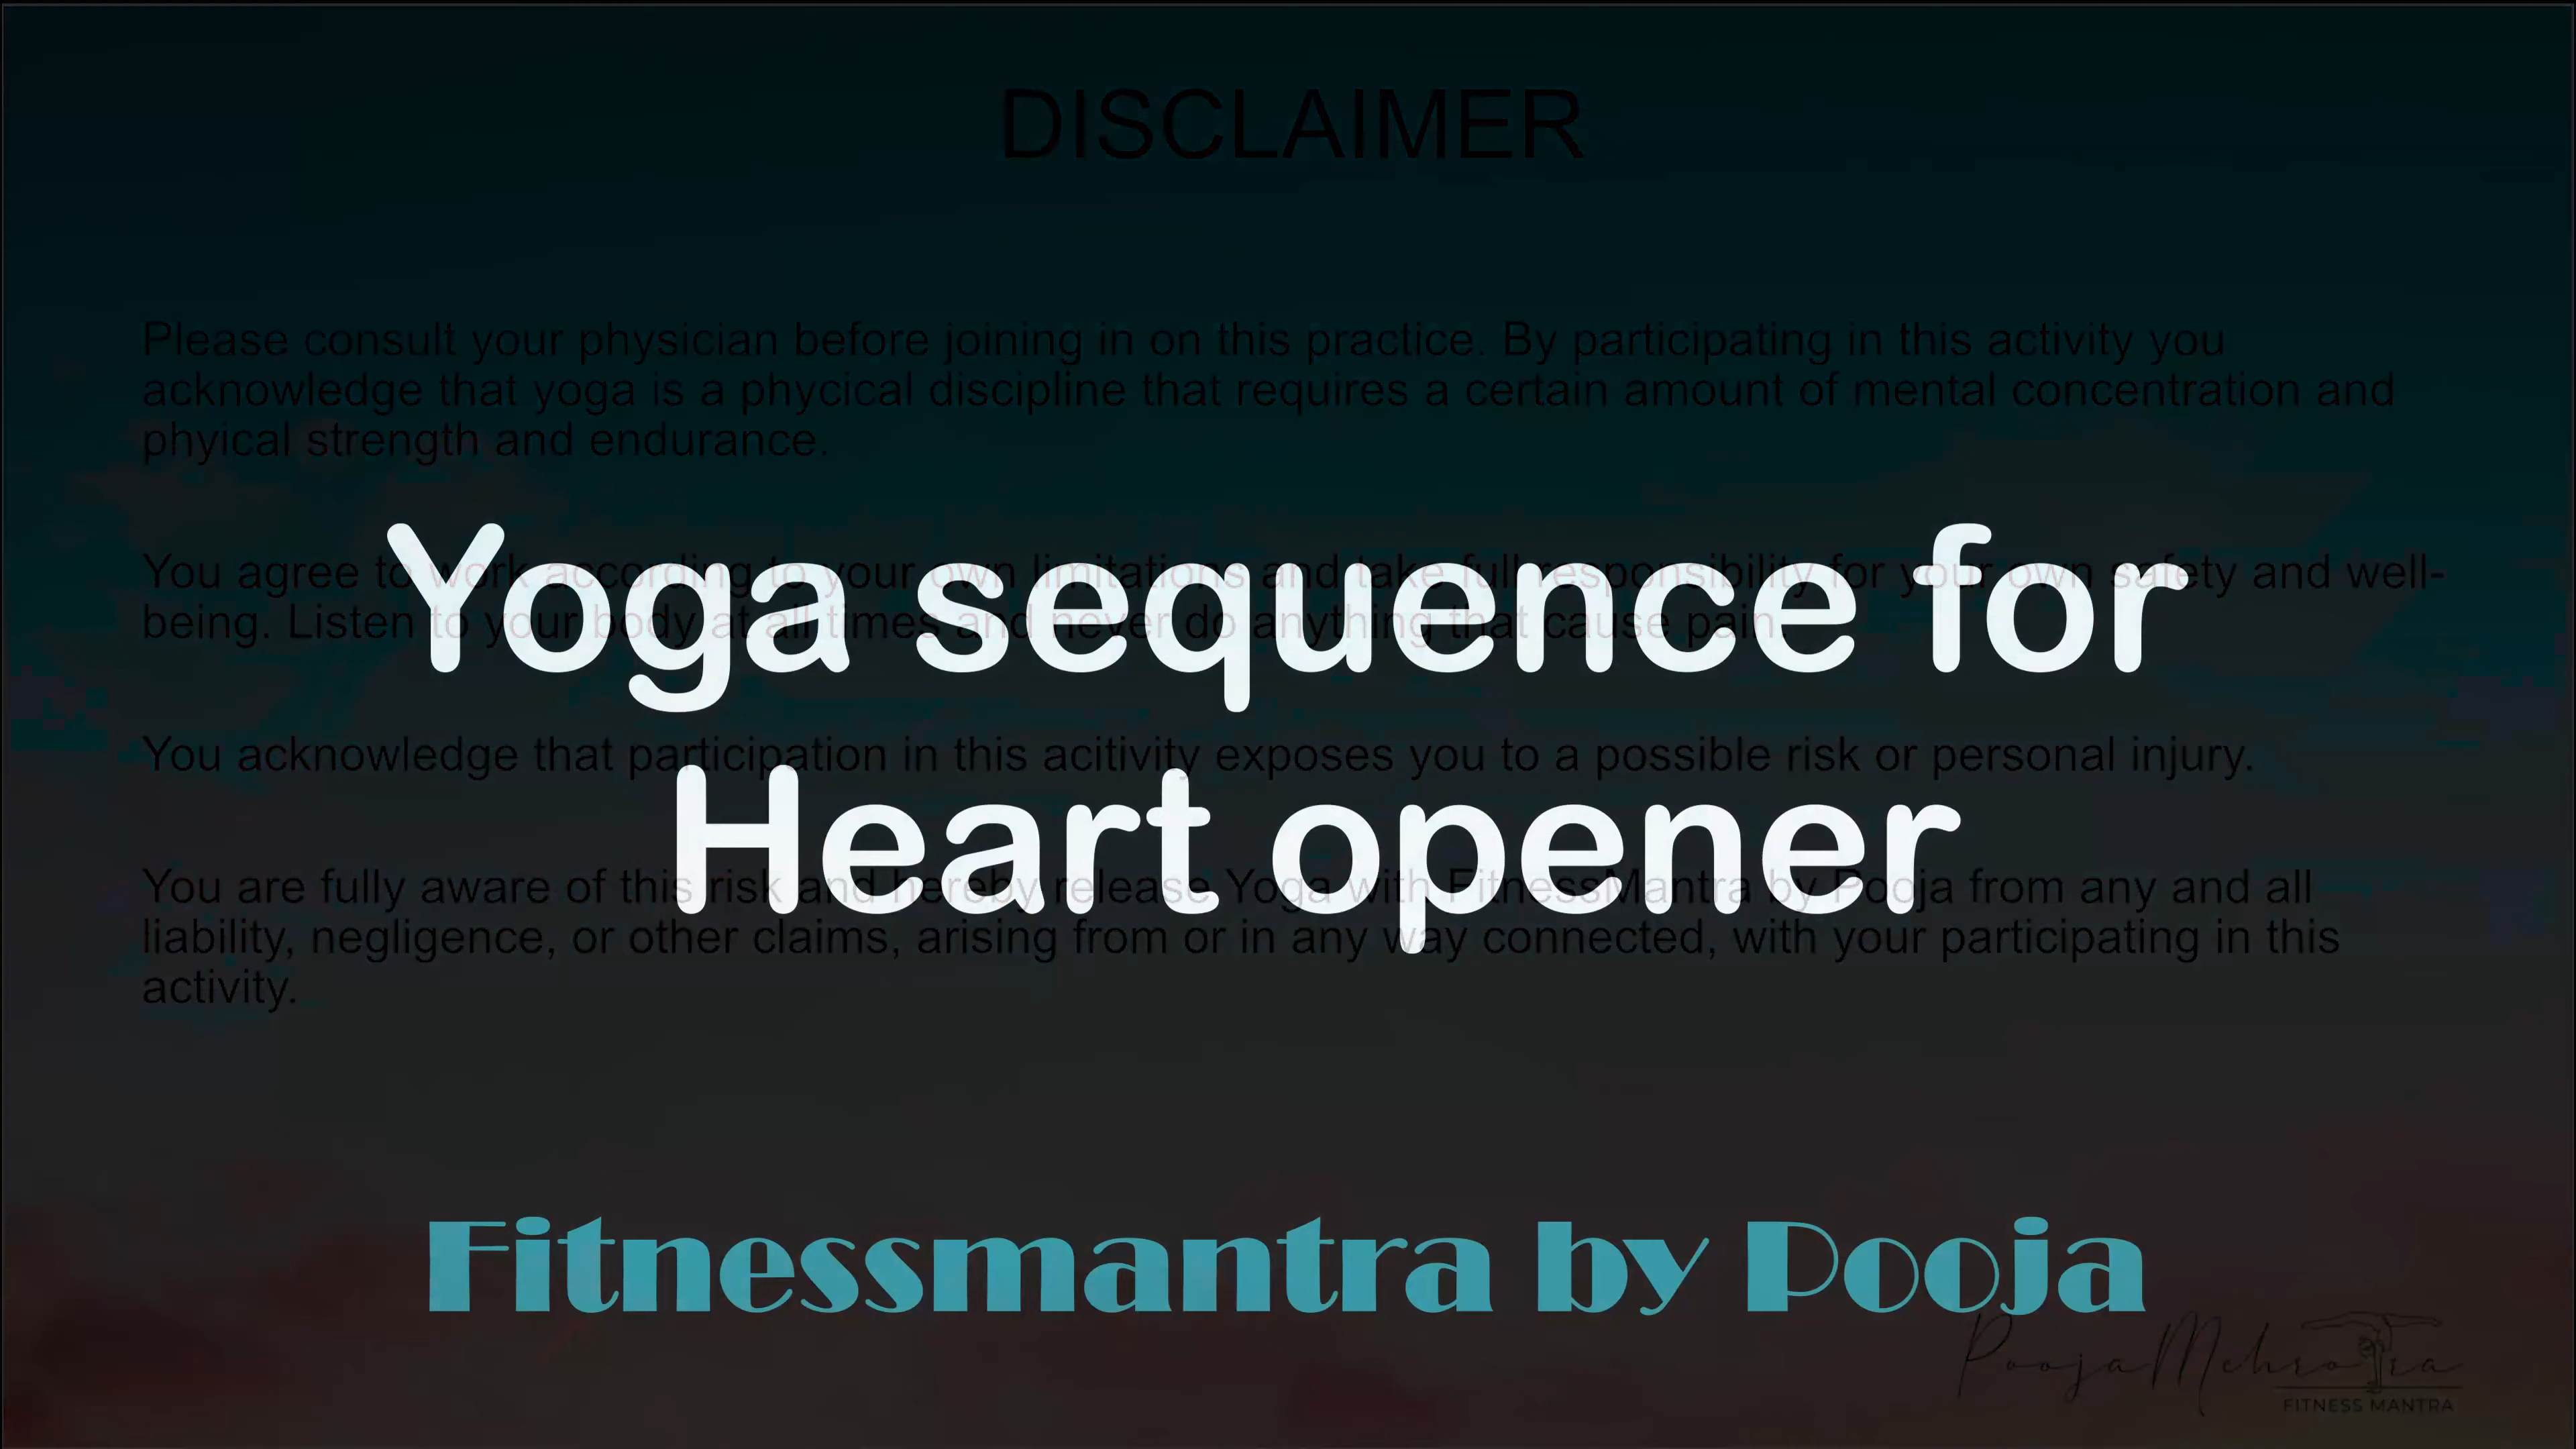 DISCLAIMER
Please consult your physician before joining in on this practice. By participating in this activity you
acknowledge that yoga is a phycical discipline that requires a certain amount of mental concentration and
phyical strength and endurance.
You agree to work according to your own limitations and take full responsibility for your own safety and well-
being. Listen to your body at all times and never do anything that cause pain.
Yoga sequence for
You acknowledge that participation in this acitivity exposes you to a possible risk or personal injury.
Heart opener
You are fully aware of this risk and hereby release Yoga with FitnessMantra by Pooja from any and all
liability, negligence, or other claims, arising from or in any way connected, with your participating in this
activity.
Fitnessmantra by Pooja
Pooja Mehrotra
FITNESS MANTRA